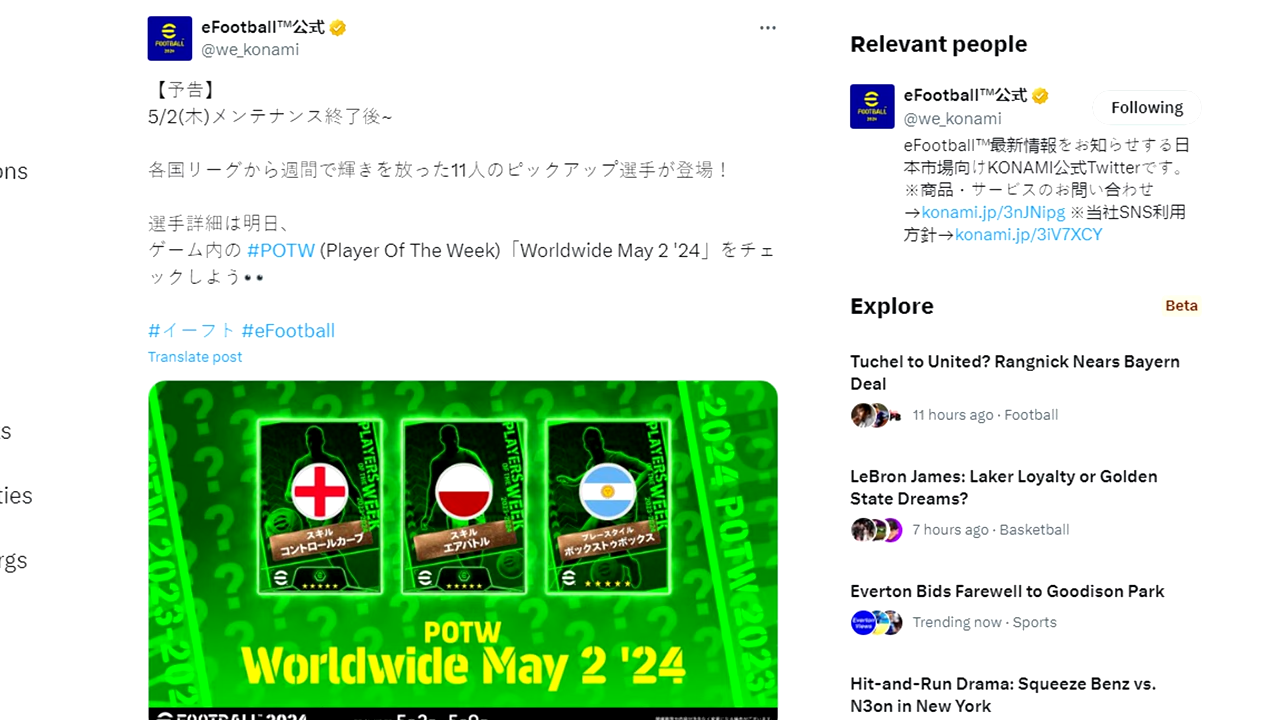 eFootball™公式
@we_konami
【予告】
5/2(木)メンテナンス終了後~
各国リーグから週間で輝きを放った11人のピックアップ選手が登場！
選手詳細は明日、
ゲーム内の #POTW (Player Of The Week)「Worldwide May 2 '24」をチェ
ックしよう👀
#イーフト #eFootball
Translate post
PLAYERS OF THE WEEK
スキル
コントロールカーブ
PLAYERS OF THE WEEK
スキル
エアバトル
PLAYERS OF THE WEEK
プレースタイル
ボックストゥボックス
POTW
Worldwide May 2 '24
EFOOTBALL 2024
Relevant people
eFootball™公式
@we_konami
Following
eFootball™最新情報をお知らせする日
本市場向けKONAMI公式Twitterです。
※商品・サービスのお問い合わせ
→konami.jp/3nJNipg ※当社SNS利用
方針→konami.jp/3iV7XCY
Explore
Beta
Tuchel to United? Rangnick Nears Bayern
Deal
11 hours ago · Football
LeBron James: Laker Loyalty or Golden
State Dreams?
7 hours ago · Basketball
Everton Bids Farewell to Goodison Park
Trending now · Sports
Hit-and-Run Drama: Squeeze Benz vs.
N3on in New York